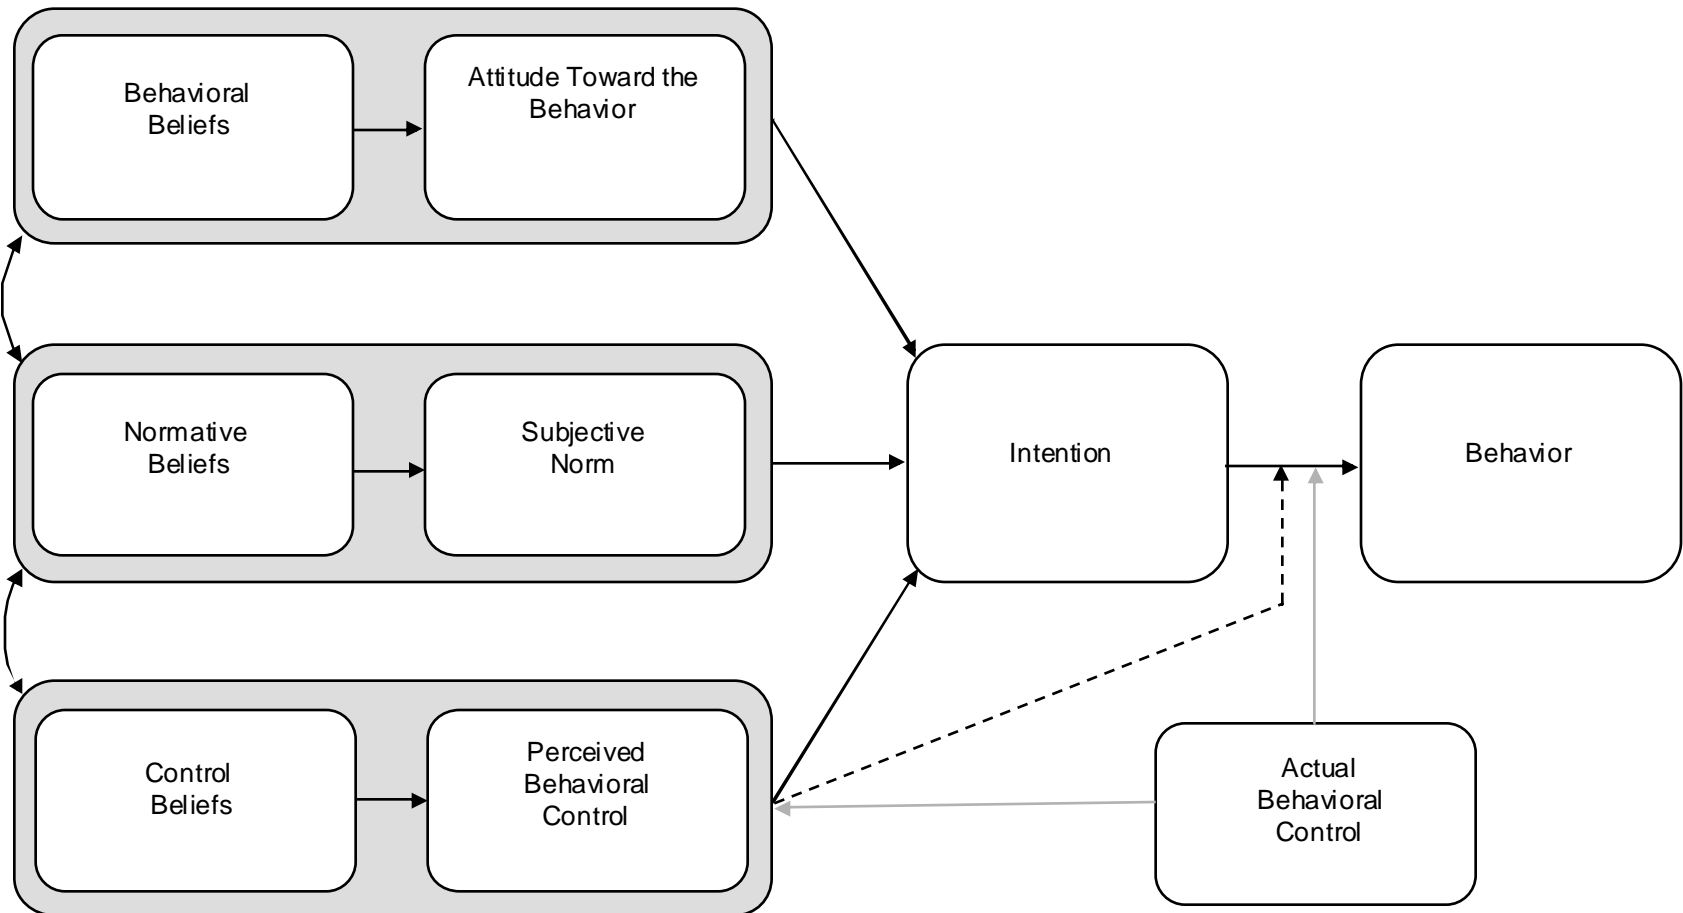 Behavioral
Beliefs
Attitude Toward the
Behavior
Normative
Beliefs
Subjective
Norm
Intention
Behavior
Control
Beliefs
Perceived
Behavioral
Control
Actual
Behavioral
Control